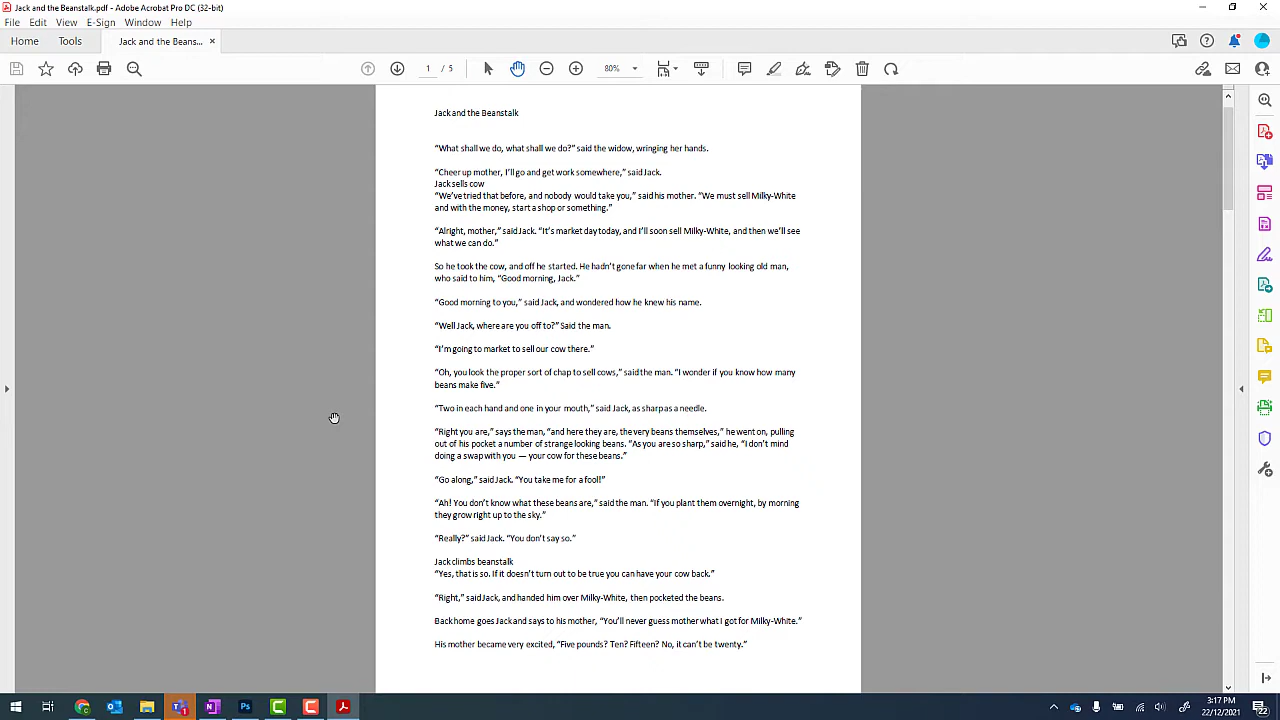 Jack and the Beanstalk.pdf - Adobe Acrobat Pro DC (32-bit)
File Edit View E-Sign Window Help
Home Tools Jack and the Beans... ×
1 / 5 80%
Jack and the Beanstalk
“What shall we do, what shall we do?” said the widow, wringing her hands.
“Cheer up mother, I’ll go and get work somewhere,” said Jack.
Jack sells cow
“We’ve tried that before, and nobody would take you,” said his mother. “We must sell Milky-White
and with the money, start a shop or something.”
“Alright, mother,” said Jack. “It’s market day today, and I’ll soon sell Milky-White, and then we’ll see
what we can do.”
So he took the cow, and off he started. He hadn’t gone far when he met a funny looking old man,
who said to him, “Good morning, Jack.”
“Good morning to you,” said Jack, and wondered how he knew his name.
“Well Jack, where are you off to?” Said the man.
“I’m going to market to sell our cow there.”
“Oh, you look the proper sort of chap to sell cows,” said the man. “I wonder if you know how many
beans make five.”
“Two in each hand and one in your mouth,” said Jack, as sharp as a needle.
“Right you are,” says the man, “and here they are, the very beans themselves,” he went on, pulling
out of his pocket a number of strange looking beans. “As you are so sharp,” said he, “I don’t mind
doing a swap with you — your cow for these beans.”
“Go along,” said Jack. “You take me for a fool!”
“Ah! You don’t know what these beans are,” said the man. “If you plant them overnight, by morning
they grow right up to the sky.”
“Really?” said Jack. “You don’t say so.”
Jack climbs beanstalk
“Yes, that is so. If it doesn’t turn out to be true you can have your cow back.”
“Right,” said Jack, and handed him over Milky-White, then pocketed the beans.
Back home goes Jack and says to his mother, “You’ll never guess mother what I got for Milky-White.”
His mother became very excited, “Five pounds? Ten? Fifteen? No, it can’t be twenty.”
3:17 PM
22/12/2021